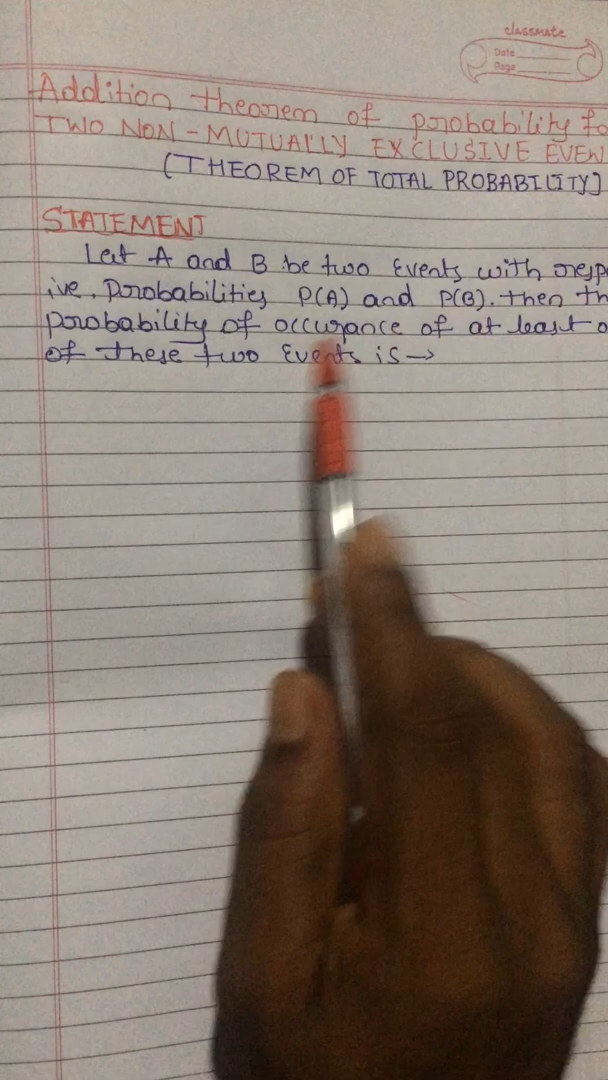 classmate
Date
Page
Addition theorem of probability fo
TWO NON-MUTUALLY EXCLUSIVE EVEN
(THEOREM OF TOTAL PROBABILITY)
STATEMENT
Let A and B be two Events with resp
ive. probabilities P(A) and P(B). then th
probability of occurance of at least o
of these two Events is →